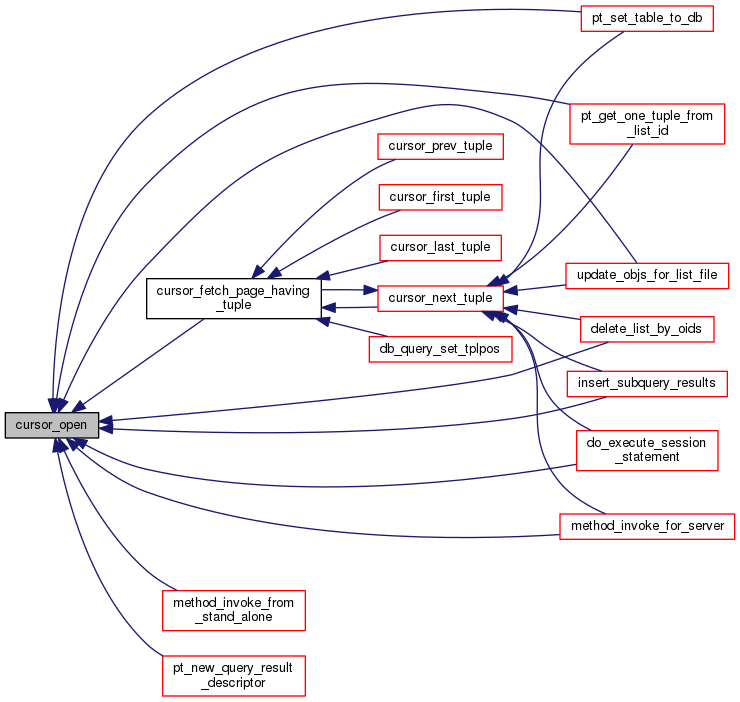 pt_set_table_to_db
pt_get_one_tuple_from
_list_id
cursor_prev_tuple
cursor_first_tuple
cursor_last_tuple
update_objs_for_list_file
cursor_fetch_page_having
_tuple
cursor_next_tuple
delete_list_by_oids
db_query_set_tplpos
insert_subquery_results
cursor_open
do_execute_session
_statement
method_invoke_for_server
method_invoke_from
_stand_alone
pt_new_query_result
_descriptor